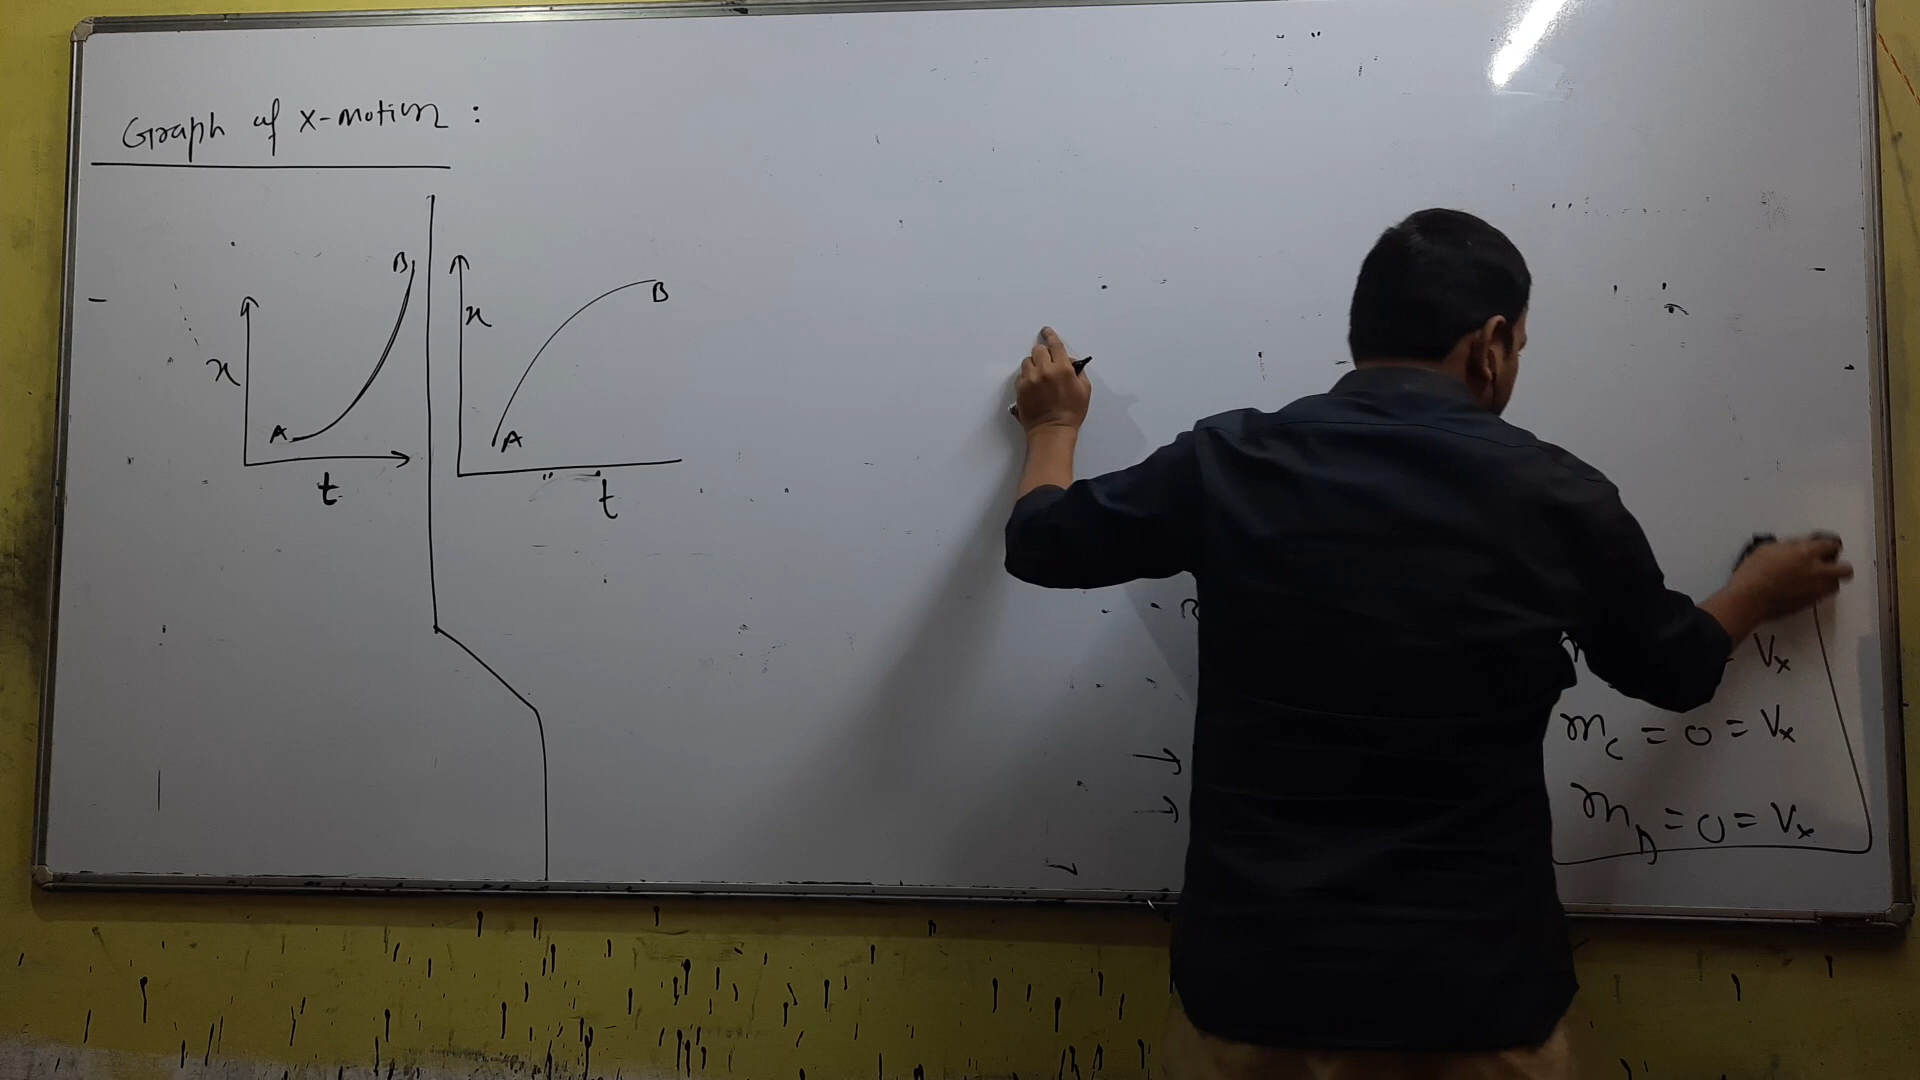 Graph of x-motion :
B
x
A
t
x
B
A
t
= Vx
mc = 0 = Vx
mD = 0 = Vx